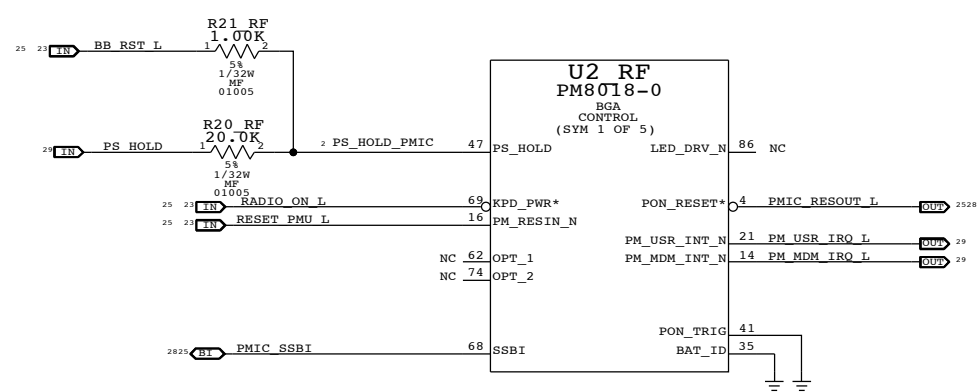 R21_RF
1.00K
25 23 IN BB_RST_L 1 2
5%
1/32W
MF
01005
U2_RF
PM8018-0
BGA
CONTROL
(SYM 1 OF 5)
R20_RF
20.0K
29 IN PS_HOLD 1 2
5%
1/32W
MF
01005
2 PS_HOLD_PMIC 47 PS_HOLD
LED_DRV_N 86 NC
25 23 IN RADIO_ON_L 69 KPD_PWR*
PON_RESET* 4 PMIC_RESOUT_L OUT 2528
25 23 IN RESET_PMU_L 16 PM_RESIN_N
PM_USR_INT_N 21 PM_USR_IRQ_L OUT 29
NC 62 OPT_1
PM_MDM_INT_N 14 PM_MDM_IRQ_L OUT 29
NC 74 OPT_2
PON_TRIG 41
2825 BI PMIC_SSBI 68 SSBI
BAT_ID 35